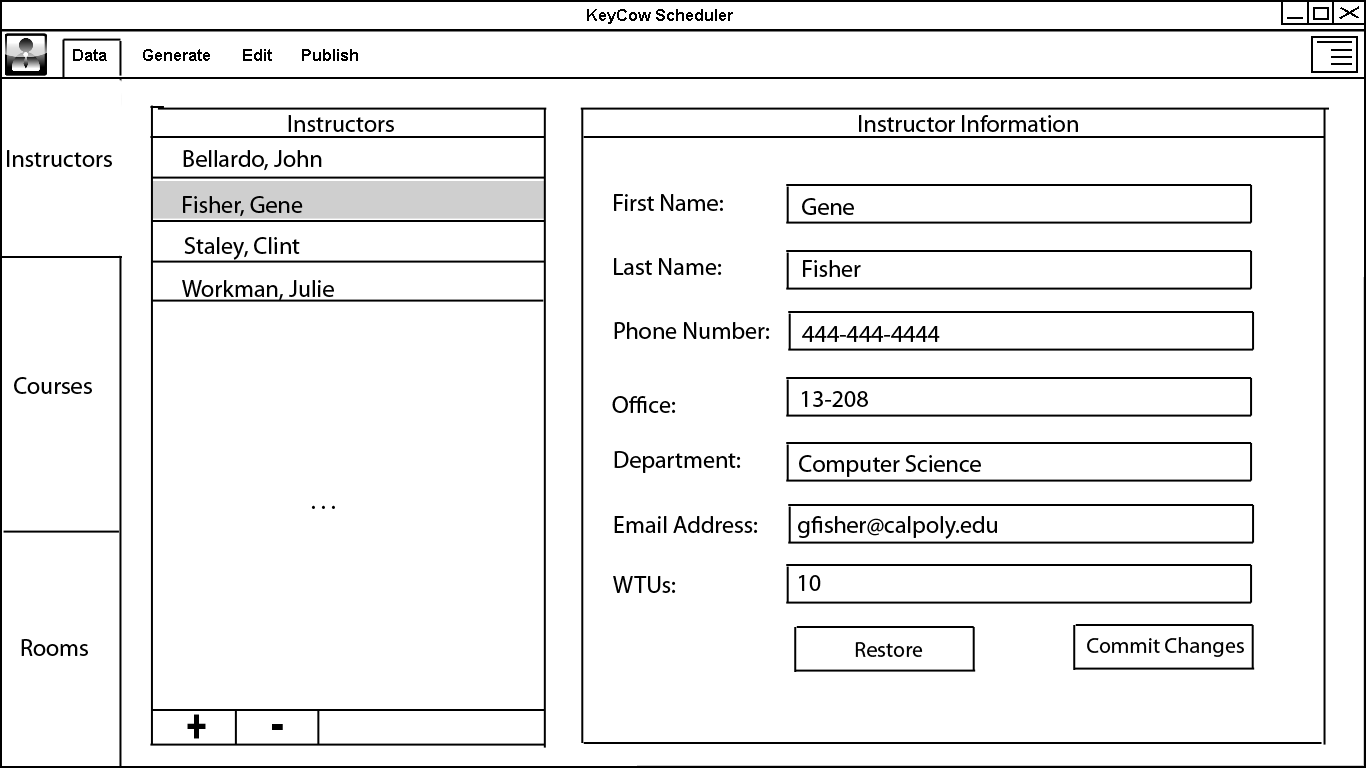 KeyCow Scheduler
Data Generate Edit Publish
Instructors
Courses
Rooms
Instructors
Bellardo, John
Fisher, Gene
Staley, Clint
Workman, Julie
...
+ -
Instructor Information
First Name: Gene
Last Name: Fisher
Phone Number: 444-444-4444
Office: 13-208
Department: Computer Science
Email Address: gfisher@calpoly.edu
WTUs: 10
Restore Commit Changes